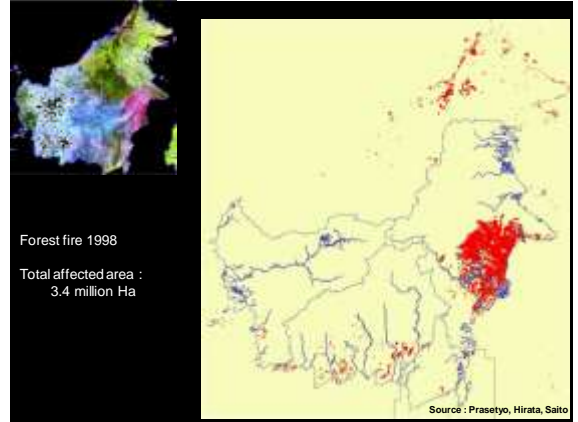 Forest fire 1998
Total affected area :
3.4 million Ha
Source : Prasetyo, Hirata, Saito